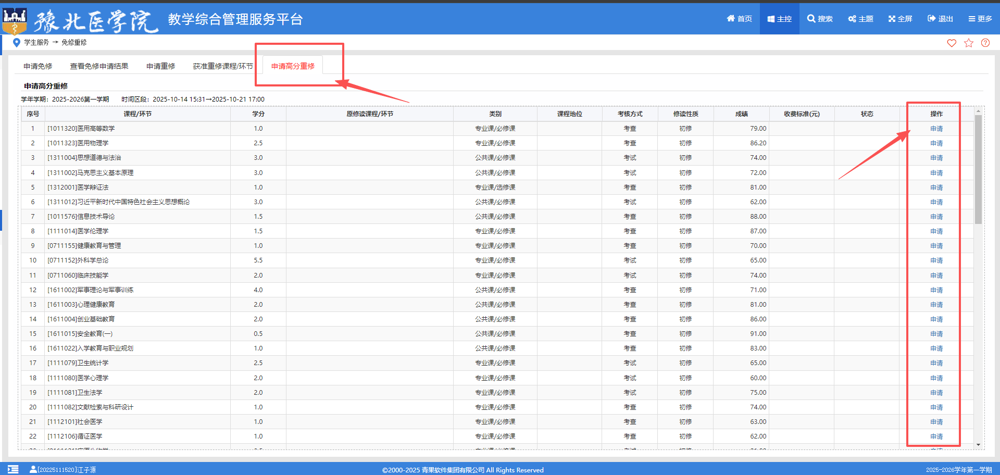 豫北医学院 教学综合管理服务平台 首页 主控 搜索 主题 全屏 退出 更多
学生服务 → 免修重修
申请免修 查看免修申请结果 申请重修 获准重修课程/环节 申请高分重修
申请高分重修
学年学期：2025-2026第一学期 时间区段：2025-10-14 15:31→2025-10-21 17:00
序号 课程/环节 学分 原修读课程/环节 类别 课程地位 考核方式 修读性质 成绩 收费标准(元) 状态 操作
1 [1011320]医用高等数学 1.0 专业课/必修课 考查 初修 79.00 申请
2 [1011323]医用物理学 2.5 专业课/必修课 考查 初修 86.20 申请
3 [1311004]思想道德与法治 3.0 公共课/必修课 考试 初修 74.00 申请
4 [1311002]马克思主义基本原理 3.0 公共课/必修课 考试 初修 72.00 申请
5 [1312001]医学辩证法 1.0 专业课/选修课 考查 初修 81.00 申请
6 [1311012]习近平新时代中国特色社会主义思想概论 3.0 公共课/必修课 考试 初修 62.00 申请
7 [1011576]信息技术导论 1.5 公共课/必修课 考查 初修 88.00 申请
8 [1111014]医学伦理学 1.5 专业课/必修课 考查 初修 87.00 申请
9 [0711155]健康教育与管理 1.0 专业课/必修课 考查 初修 70.00 申请
10 [0711152]外科学总论 5.5 专业课/必修课 考试 初修 65.00 申请
11 [0711060]临床技能学 2.0 专业课/必修课 考试 初修 74.00 申请
12 [1611002]军事理论与军事训练 4.0 公共课/必修课 考查 初修 71.00 申请
13 [1611003]心理健康教育 2.0 公共课/必修课 考查 初修 81.00 申请
14 [1611004]创业基础教育 2.0 公共课/必修课 考查 初修 86.00 申请
15 [1611015]安全教育(一) 0.5 公共课/必修课 考查 初修 91.00 申请
16 [1611022]入学教育与职业规划 1.0 公共课/必修课 考查 初修 83.00 申请
17 [1111079]卫生统计学 2.5 专业课/必修课 考试 初修 65.00 申请
18 [1111080]医学心理学 2.0 专业课/必修课 考试 初修 60.00 申请
19 [1111081]卫生法学 2.0 专业课/必修课 考试 初修 75.00 申请
20 [1111082]文献检索与科研设计 1.0 专业课/必修课 考查 初修 74.00 申请
21 [1112101]社会医学 1.0 专业课/必修课 考查 初修 63.00 申请
22 [1112106]循证医学 1.0 专业课/必修课 考查 初修 62.00 申请
[20225111520]江子源 ©2000-2025 青果软件集团有限公司 All Rights Reserved 2025-2026学年第一学期